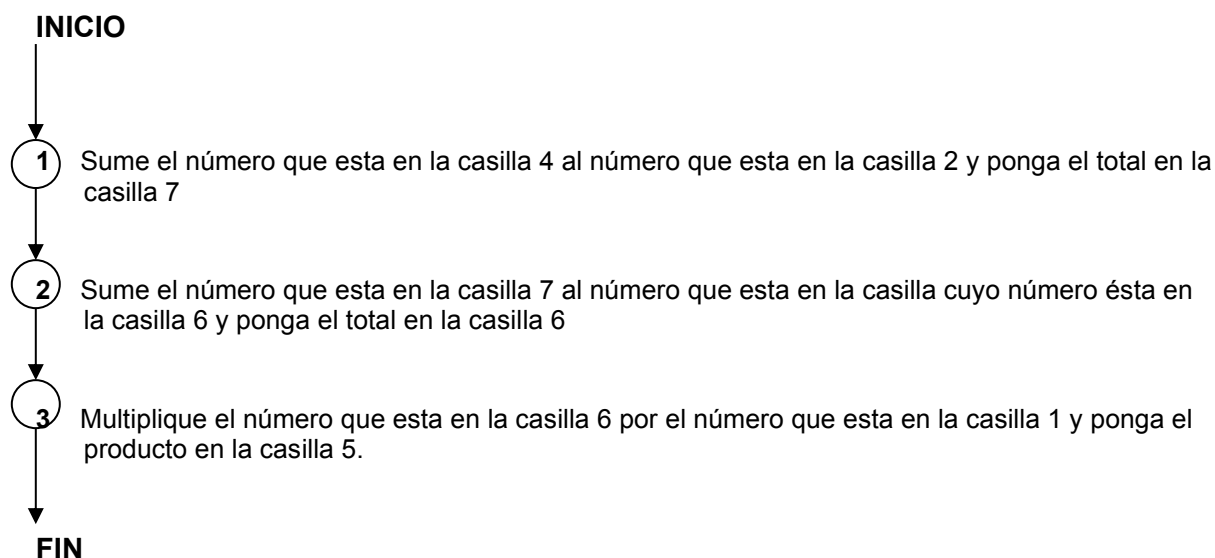 INICIO
1 Sume el número que esta en la casilla 4 al número que esta en la casilla 2 y ponga el total en la
casilla 7
2 Sume el número que esta en la casilla 7 al número que esta en la casilla cuyo número ésta en
la casilla 6 y ponga el total en la casilla 6
3 Multiplique el número que esta en la casilla 6 por el número que esta en la casilla 1 y ponga el
producto en la casilla 5.
FIN